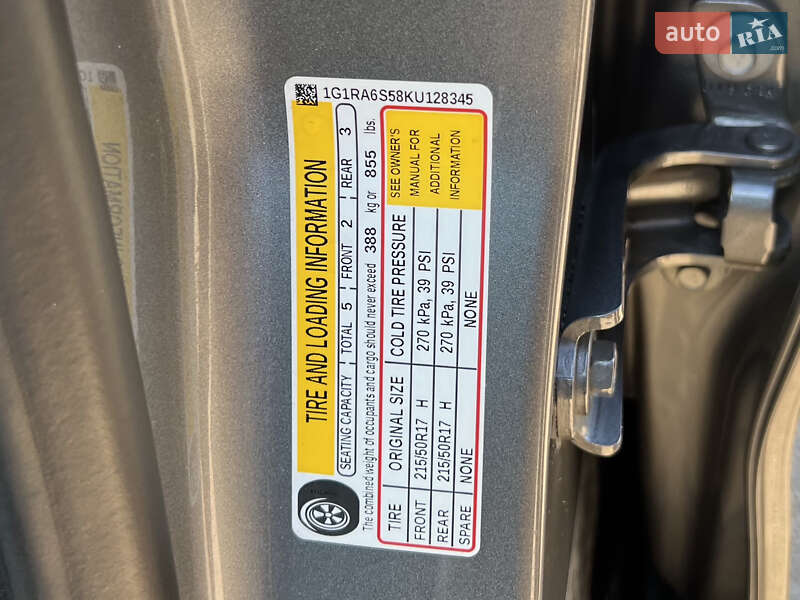 auto RIA
1G1RA6S58KU128345
TIRE AND LOADING INFORMATION
SEATING CAPACITY TOTAL 5 FRONT 2 REAR 3
The combined weight of occupants and cargo should never exceed 388 kg or 855 lbs.
TIRE ORIGINAL SIZE COLD TIRE PRESSURE
FRONT 215/50R17 H 270 kPa, 39 PSI
REAR 215/50R17 H 270 kPa, 39 PSI
SPARE NONE NONE
SEE OWNER'S
MANUAL FOR
ADDITIONAL
INFORMATION